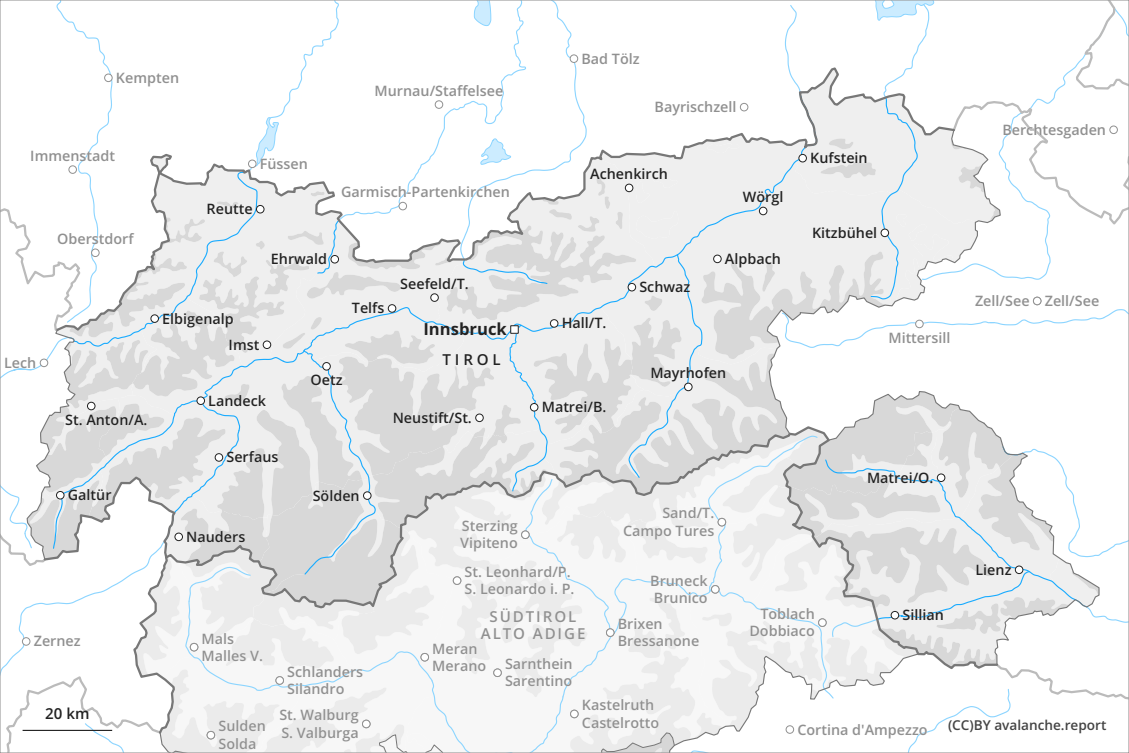 Kempten
Bad Tölz
Murnau/Staffelsee
Bayrischzell
Berchtesgaden
Immenstadt
Füssen
Kufstein
Achenkirch
Garmisch-Partenkirchen
Wörgl
Reutte
Kitzbühel
Oberstdorf
Ehrwald
Alpbach
Seefeld/T.
Schwaz
Zell/See
Zell/See
Telfs
Elbigenalp
Innsbruck
Hall/T.
Mittersill
Imst
TIROL
Lech
Oetz
Mayrhofen
Landeck
Matrei/B.
St. Anton/A.
Neustift/St.
Serfaus
Matrei/O.
Galtür
Sölden
Sand/T.
Campo Tures
Sterzing
Vipiteno
Nauders
Lienz
St. Leonhard/P.
S. Leonardo i. P.
Bruneck
Brunico
SÜDTIROL
ALTO ADIGE
Toblach
Dobbiaco
Sillian
Brixen
Bressanone
Zernez
Mals
Malles V.
Meran
Merano
Sarnthein
Sarentino
Schlanders
Silandro
Kastelruth
Castelrotto
St. Walburg
S. Valburga
Sulden
Solda
20 km
Cortina d'Ampezzo
(CC)BY avalanche.report